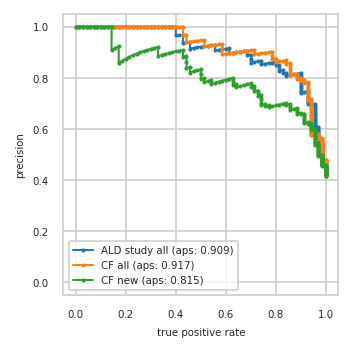 1.0
0.8
0.6
0.4
0.2
0.0
precision
ALD study all (aps: 0.909)
CF all (aps: 0.917)
CF new (aps: 0.815)
0.0 0.2 0.4 0.6 0.8 1.0
true positive rate